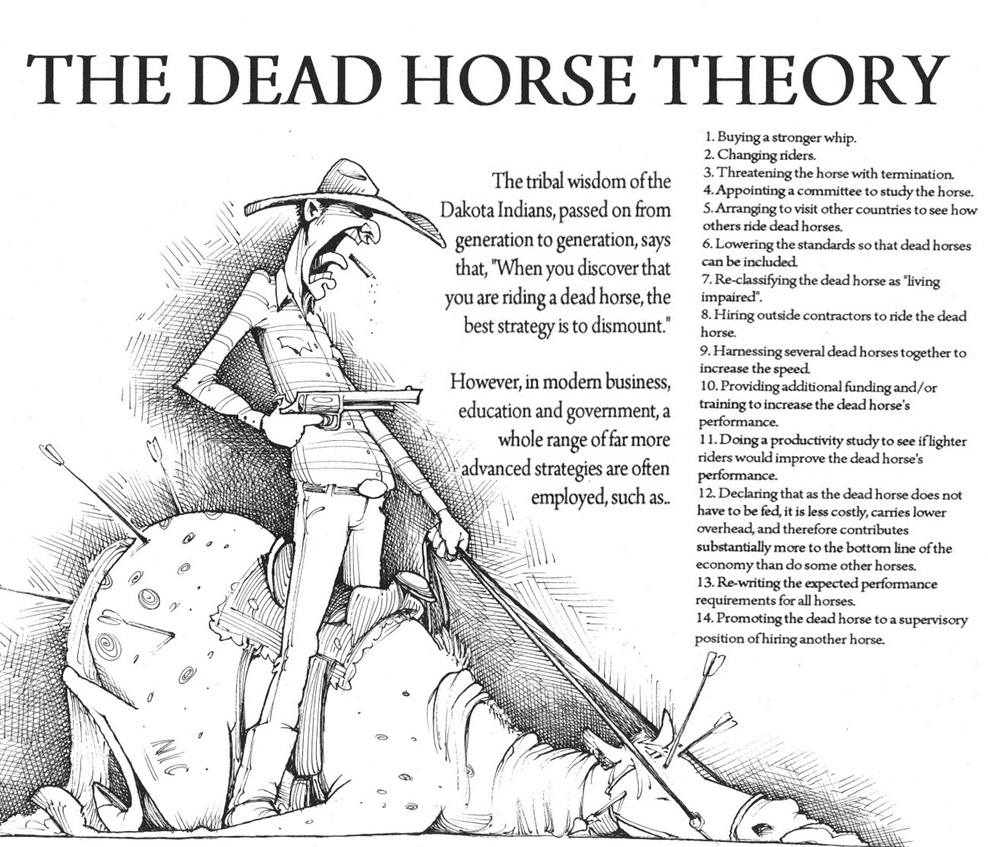 THE DEAD HORSE THEORY
The tribal wisdom of the
Dakota Indians, passed on from
generation to generation, says
that, "When you discover that
you are riding a dead horse, the
best strategy is to dismount."
However, in modern business,
education and government, a
whole range of far more
advanced strategies are often
employed, such as..
1. Buying a stronger whip.
2. Changing riders.
3. Threatening the horse with termination.
4. Appointing a committee to study the horse.
5. Arranging to visit other countries to see how
others ride dead horses.
6. Lowering the standards so that dead horses
can be included.
7. Re-classifying the dead horse as "living
impaired".
8. Hiring outside contractors to ride the dead
horse.
9. Harnessing several dead horses together to
increase the speed.
10. Providing additional funding and/or
training to increase the dead horse's
performance.
11. Doing a productivity study to see if lighter
riders would improve the dead horse's
performance.
12. Declaring that as the dead horse does not
have to be fed, it is less costly, carries lower
overhead, and therefore contributes
substantially more to the bottom line of the
economy than do some other horses.
13. Re-writing the expected performance
requirements for all horses.
14. Promoting the dead horse to a supervisory
position of hiring another horse.
NIC